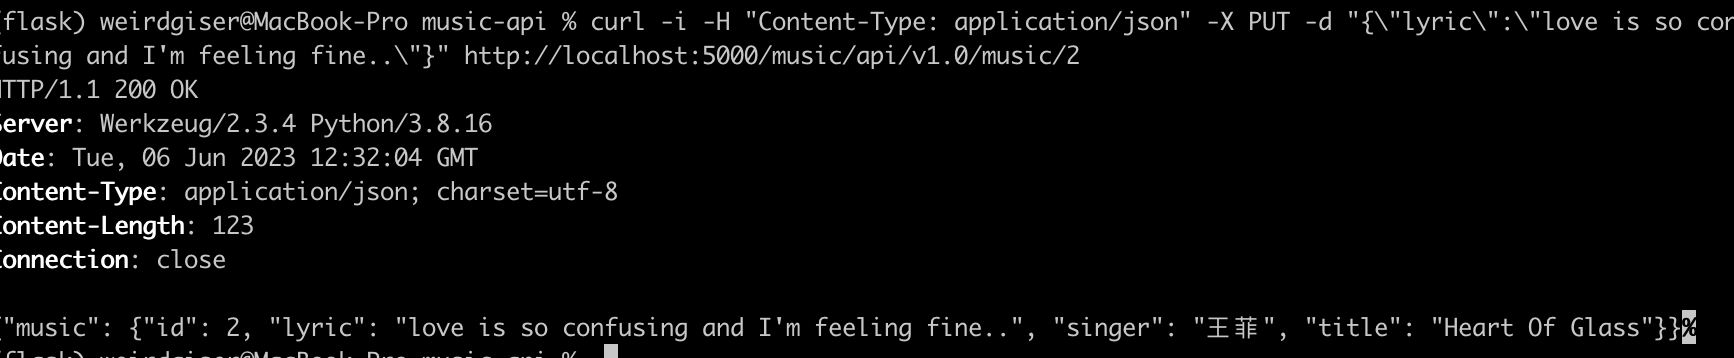 (flask) weirdgiser@MacBook-Pro music-api % curl -i -H "Content-Type: application/json" -X PUT -d "{\"lyric\":\"love is so con
fusing and I'm feeling fine..\"}" http://localhost:5000/music/api/v1.0/music/2
HTTP/1.1 200 OK
Server: Werkzeug/2.3.4 Python/3.8.16
Date: Tue, 06 Jun 2023 12:32:04 GMT
Content-Type: application/json; charset=utf-8
Content-Length: 123
Connection: close
{"music": {"id": 2, "lyric": "love is so confusing and I'm feeling fine..", "singer": "王菲", "title": "Heart Of Glass"}}%
(flask) weirdgiser@MacBook-Pro music-api %